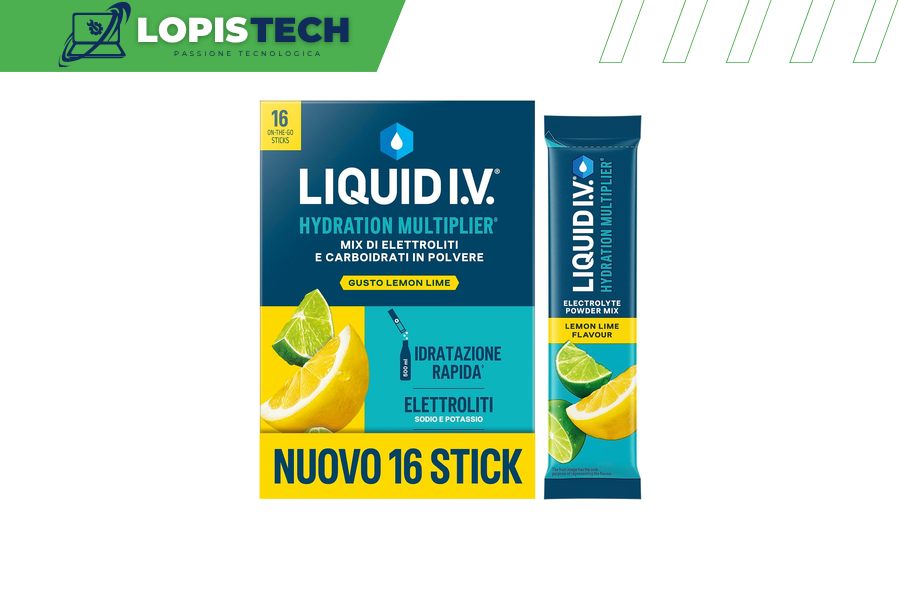 LOPISTECH
PASSIONE TECNOLOGICA
16
ON-THE-GO
STICKS
LIQUID I.V.®
HYDRATION MULTIPLIER®
MIX DI ELETTROLITI
E CARBOIDRATI IN POLVERE
GUSTO LEMON LIME
500 ml
IDRATAZIONE
RAPIDA
ELETTROLITI
SODIO E POTASSIO
NUOVO 16 STICK
LIQUID I.V.
HYDRATION MULTIPLIER®
ELECTROLYTE
POWDER MIX
LEMON LIME
FLAVOUR